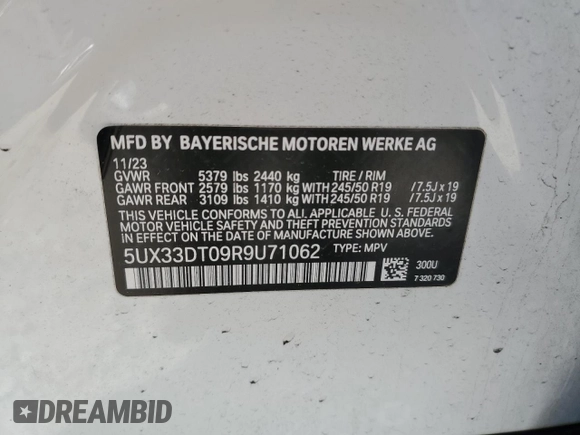 MFD BY BAYERISCHE MOTOREN WERKE AG
11/23
GVWR 5379 lbs 2440 kg TIRE / RIM
GAWR FRONT 2579 lbs 1170 kg WITH 245/50 R19 /7.5J x 19
GAWR REAR 3109 lbs 1410 kg WITH 245/50 R19 /7.5J x 19
THIS VEHICLE CONFORMS TO ALL APPLICABLE U. S. FEDERAL
MOTOR VEHICLE SAFETY STANDARDS IN EFFECT ON THE
DATE OF MANUFACTURE SHOWN ABOVE.
5UX33DT09R9U71062 TYPE: MPV
300U
7 320 730
DREAMBID